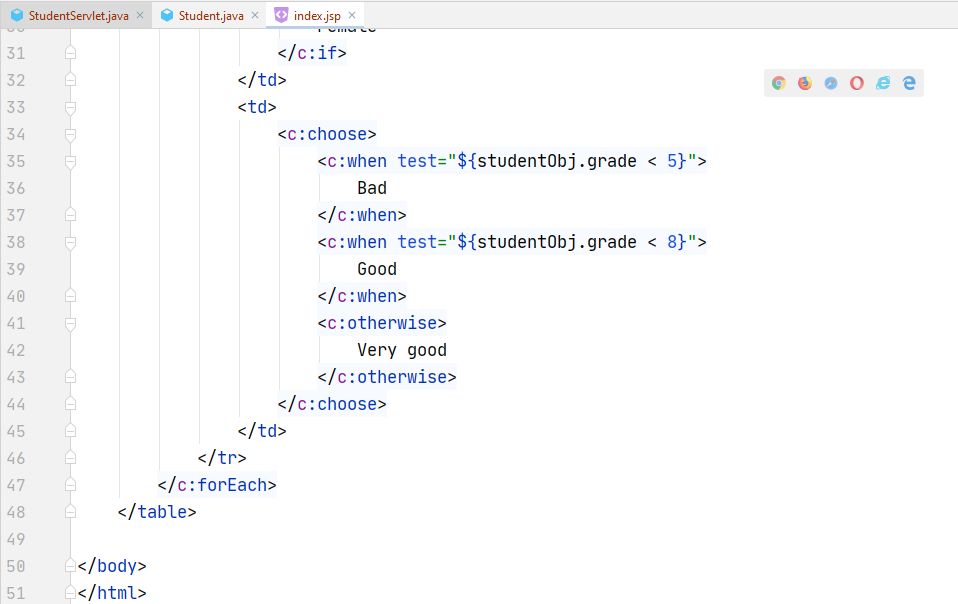 StudentServlet.java × Student.java × index.jsp ×
31 </c:if>
32 </td>
33 <td>
34 <c:choose>
35 <c:when test="${studentObj.grade < 5}">
36 Bad
37 </c:when>
38 <c:when test="${studentObj.grade < 8}">
39 Good
40 </c:when>
41 <c:otherwise>
42 Very good
43 </c:otherwise>
44 </c:choose>
45 </td>
46 </tr>
47 </c:forEach>
48 </table>
49
50 </body>
51 </html>